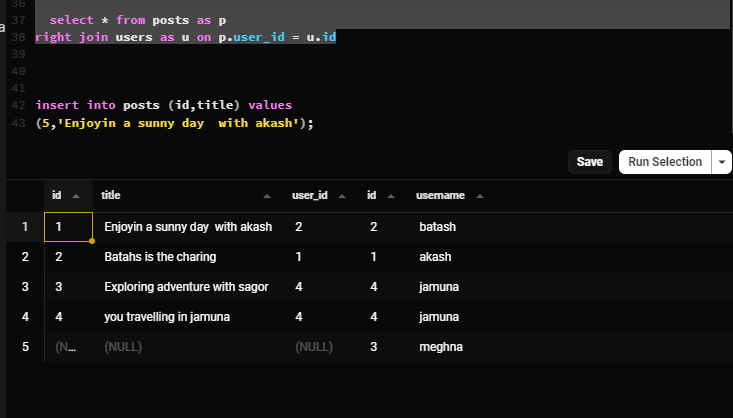 36
37 select * from posts as p
38 right join users as u on p.user_id = u.id
39
40
41
42 insert into posts (id,title) values
43 (5,'Enjoyin a sunny day  with akash');
Save Run Selection
id title user_id id username
1 1 Enjoyin a sunny day  with akash 2 2 batash
2 2 Batahs is the charing 1 1 akash
3 3 Exploring adventure with sagor 4 4 jamuna
4 4 you travelling in jamuna 4 4 jamuna
5 (N... (NULL) (NULL) 3 meghna